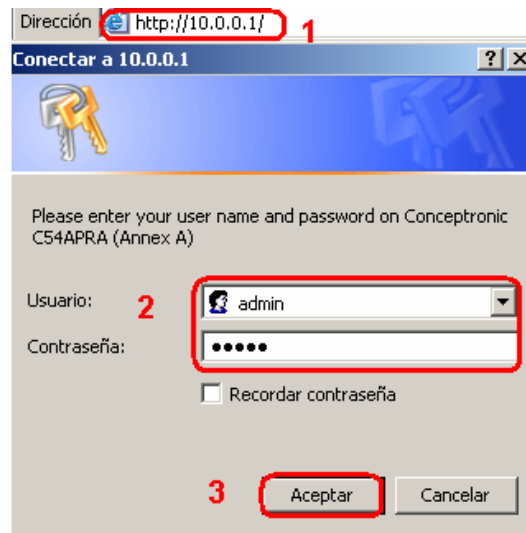 Dirección http://10.0.0.1/ 1
Conectar a 10.0.0.1
Please enter your user name and password on Conceptronic
C54APRA (Annex A)
Usuario: 2 admin
Contraseña: •••••
Recordar contraseña
3 Aceptar Cancelar